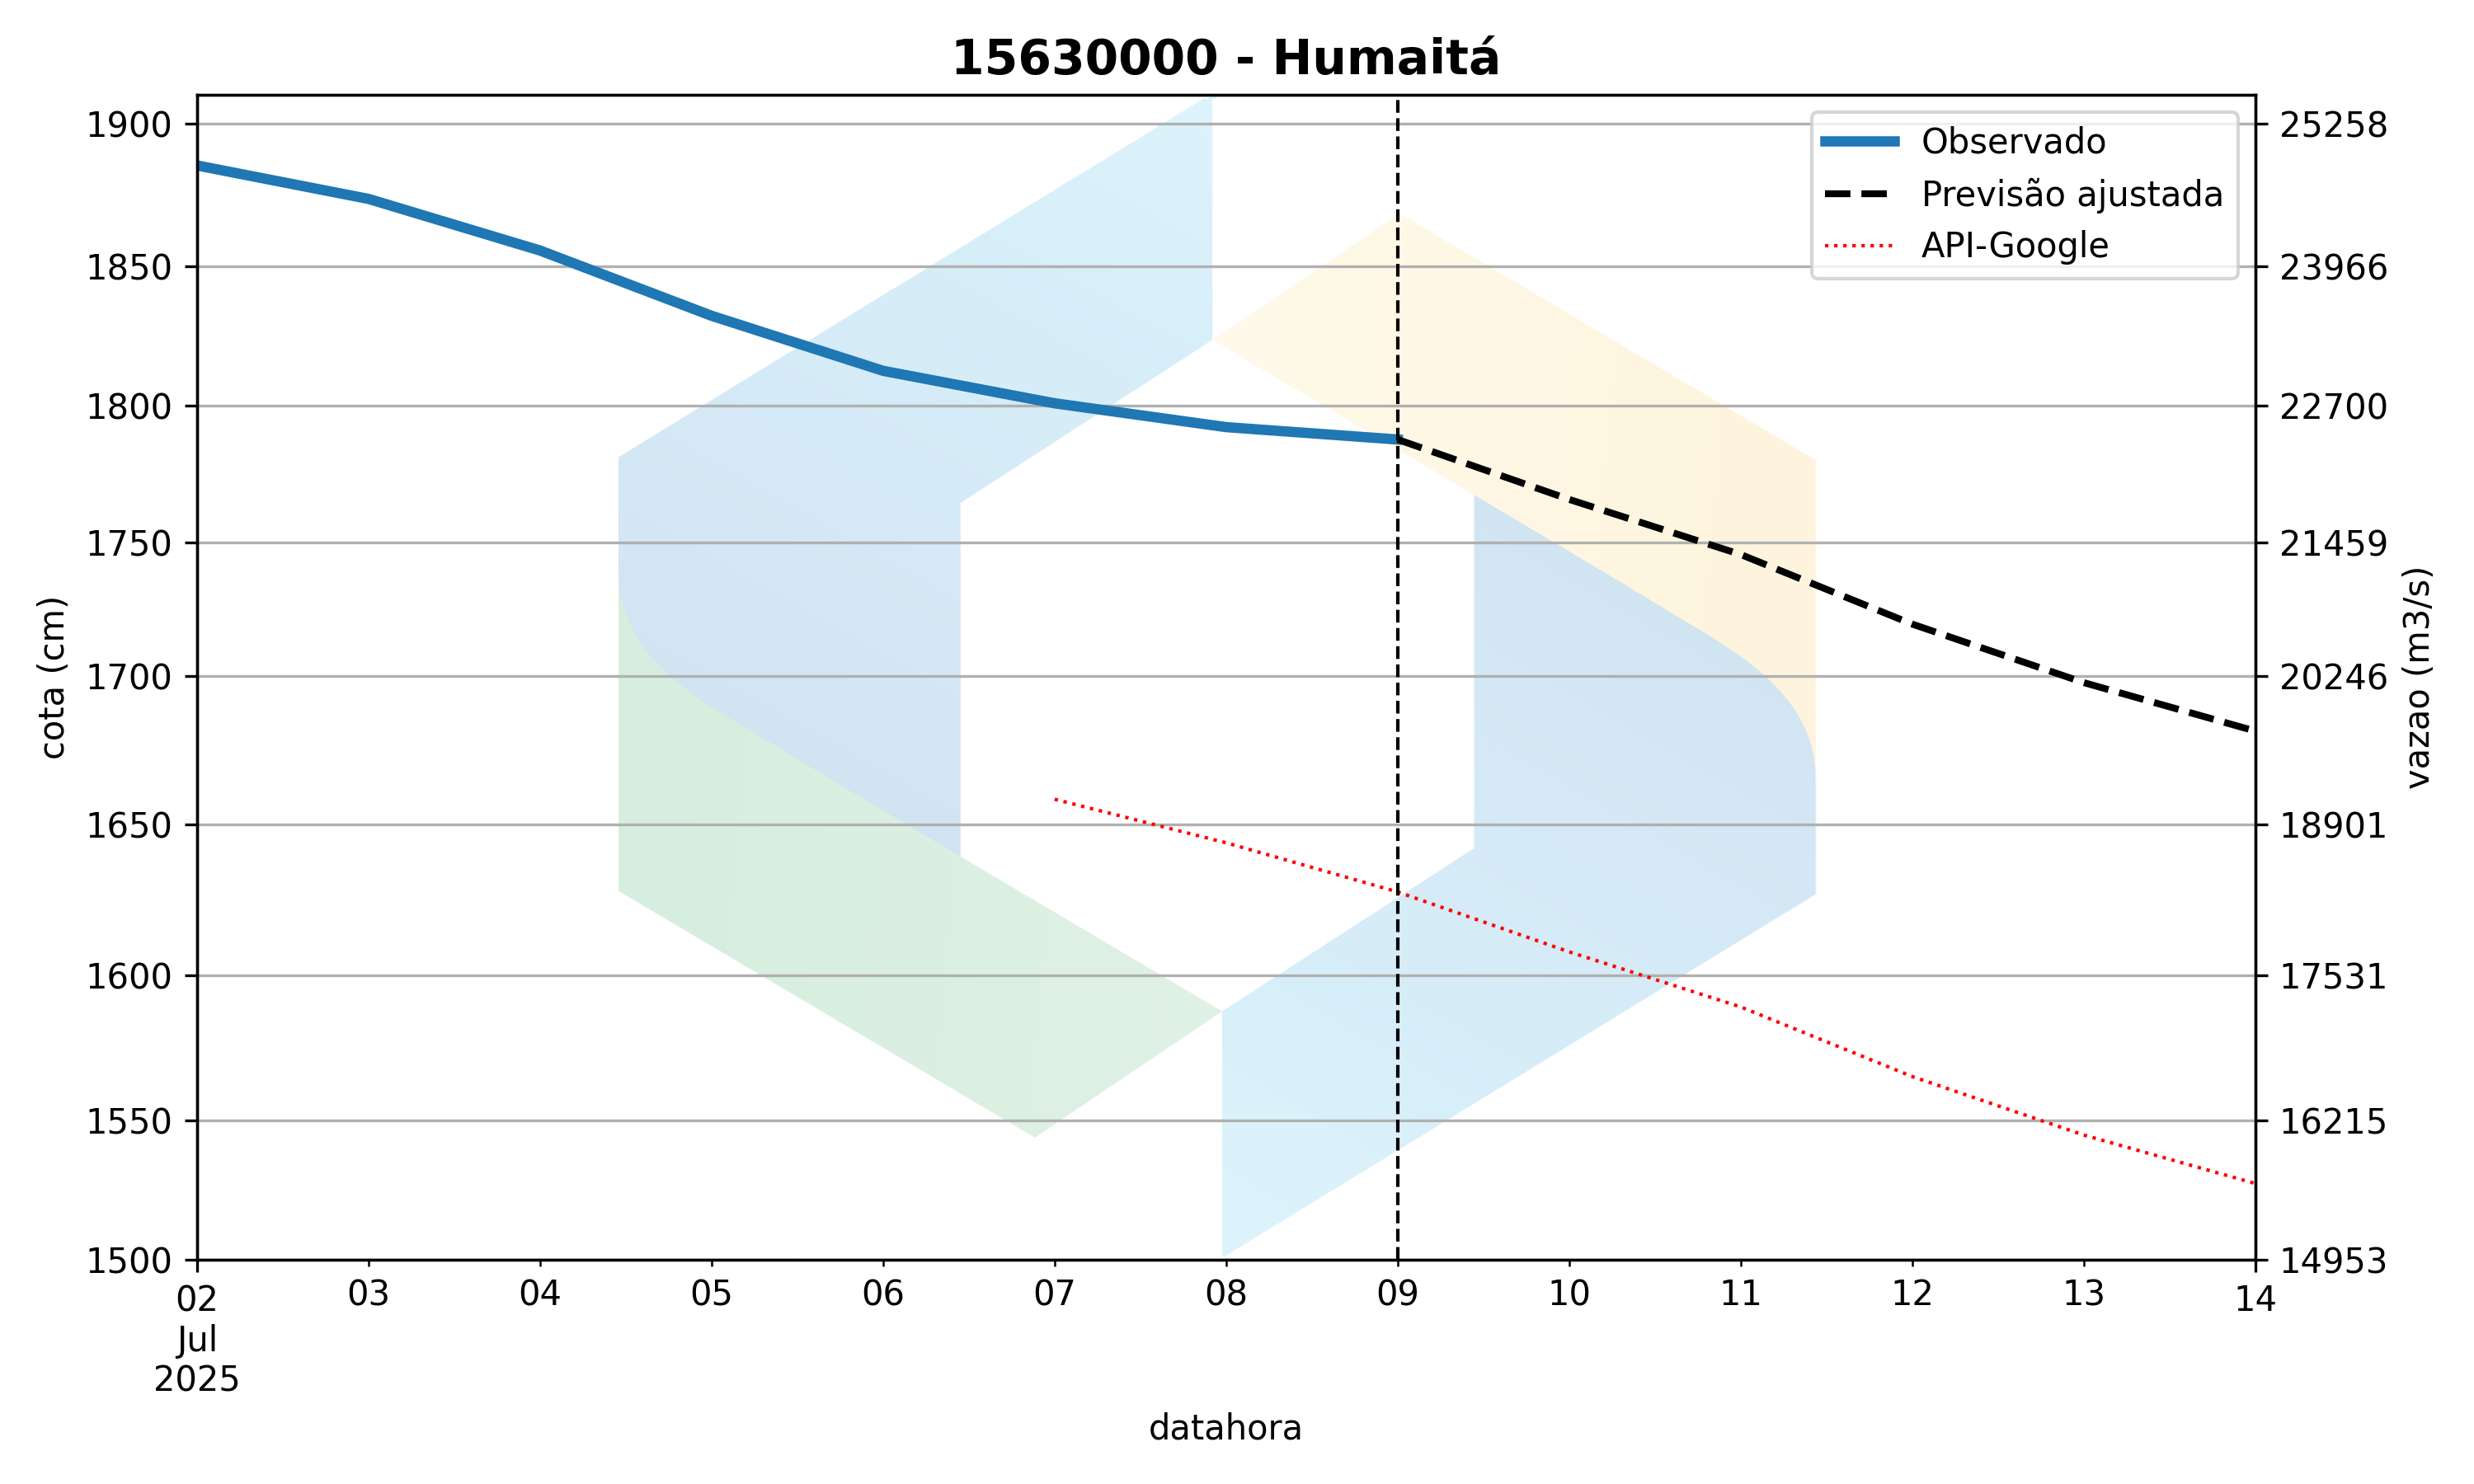 15630000 - Humaitá
Observado
Previsão ajustada
API-Google
cota (cm)
1900
1850
1800
1750
1700
1650
1600
1550
1500
25258
23966
22700
21459
20246
18901
17531
16215
14953
vazao (m3/s)
02 03 04 05 06 07 08 09 10 11 12 13 14
Jul
2025
datahora